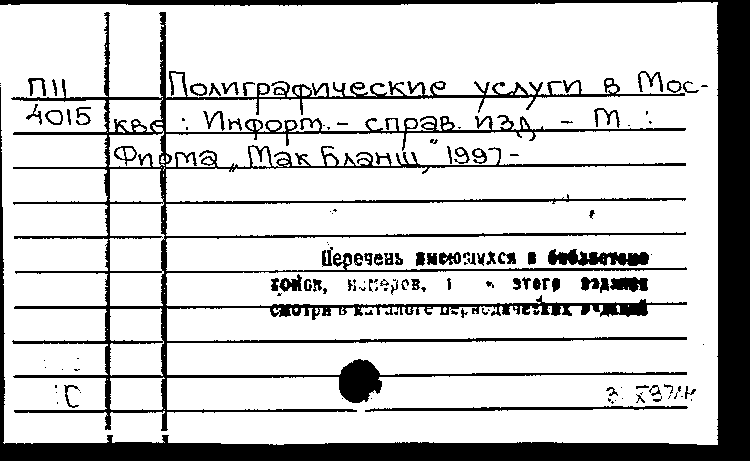 П11 Полиграфические услуги в Мос-
4015 кве : Информ.- справ. изд. - М. :
Фирма „Мак Бланш", 1997-
Перечень имеющихся в библиотеке
томов, номеров, этого издания
смотри в каталоге периодических изданий